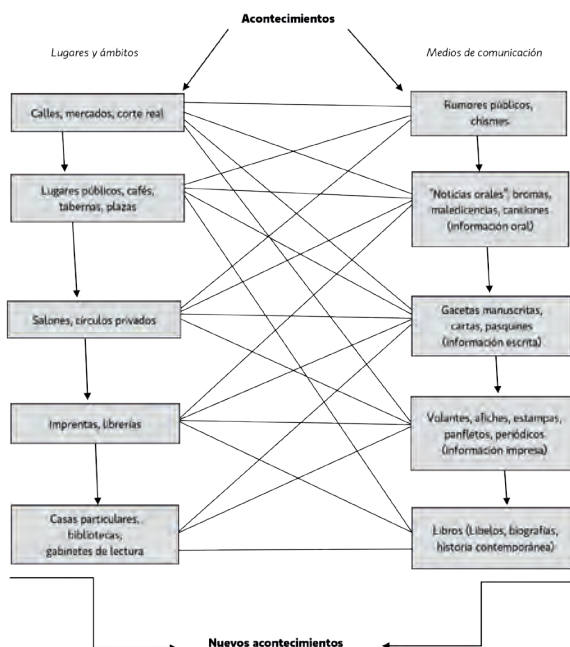 Acontecimientos
Lugares y ámbitos
Medios de comunicación
Calles, mercados, corte real
Rumores públicos,
chismes
Lugares públicos, cafés,
tabernas, plazas
"Noticias orales", bromas,
maledicencias, canciones
(información oral)
Salones, círculos privados
Gacetas manuscritas,
cartas, pasquines
(información escrita)
Imprentas, librerías
Volantes, afiches, estampas,
panfletos, periódicos
(información impresa)
Casas particulares,
bibliotecas,
gabinetes de lectura
Libros (Libelos, biografías,
historia contemporánea)
Nuevos acontecimientos